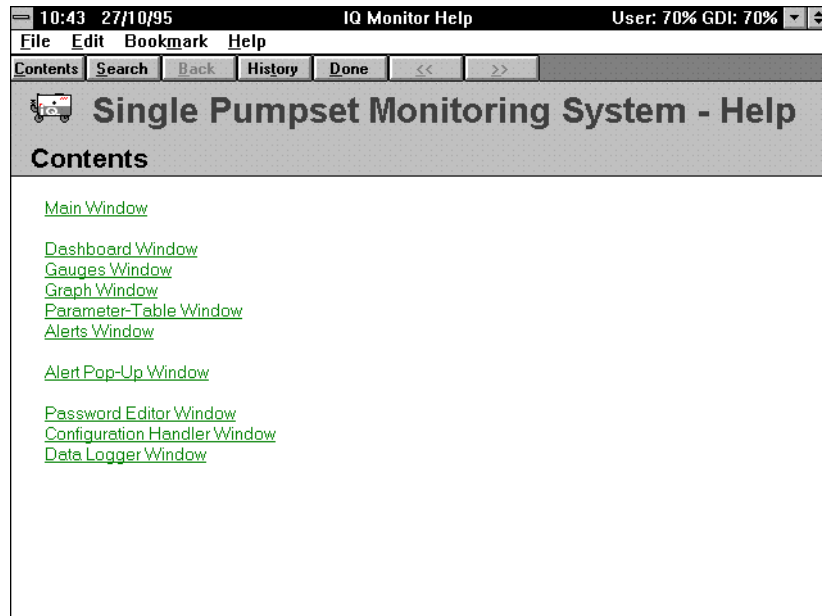 10:43 27/10/95 IQ Monitor Help User: 70% GDI: 70%
File Edit Bookmark Help
Contents Search Back History Done << >>
Single Pumpset Monitoring System - Help
Contents
Main Window
Dashboard Window
Gauges Window
Graph Window
Parameter-Table Window
Alerts Window
Alert Pop-Up Window
Password Editor Window
Configuration Handler Window
Data Logger Window